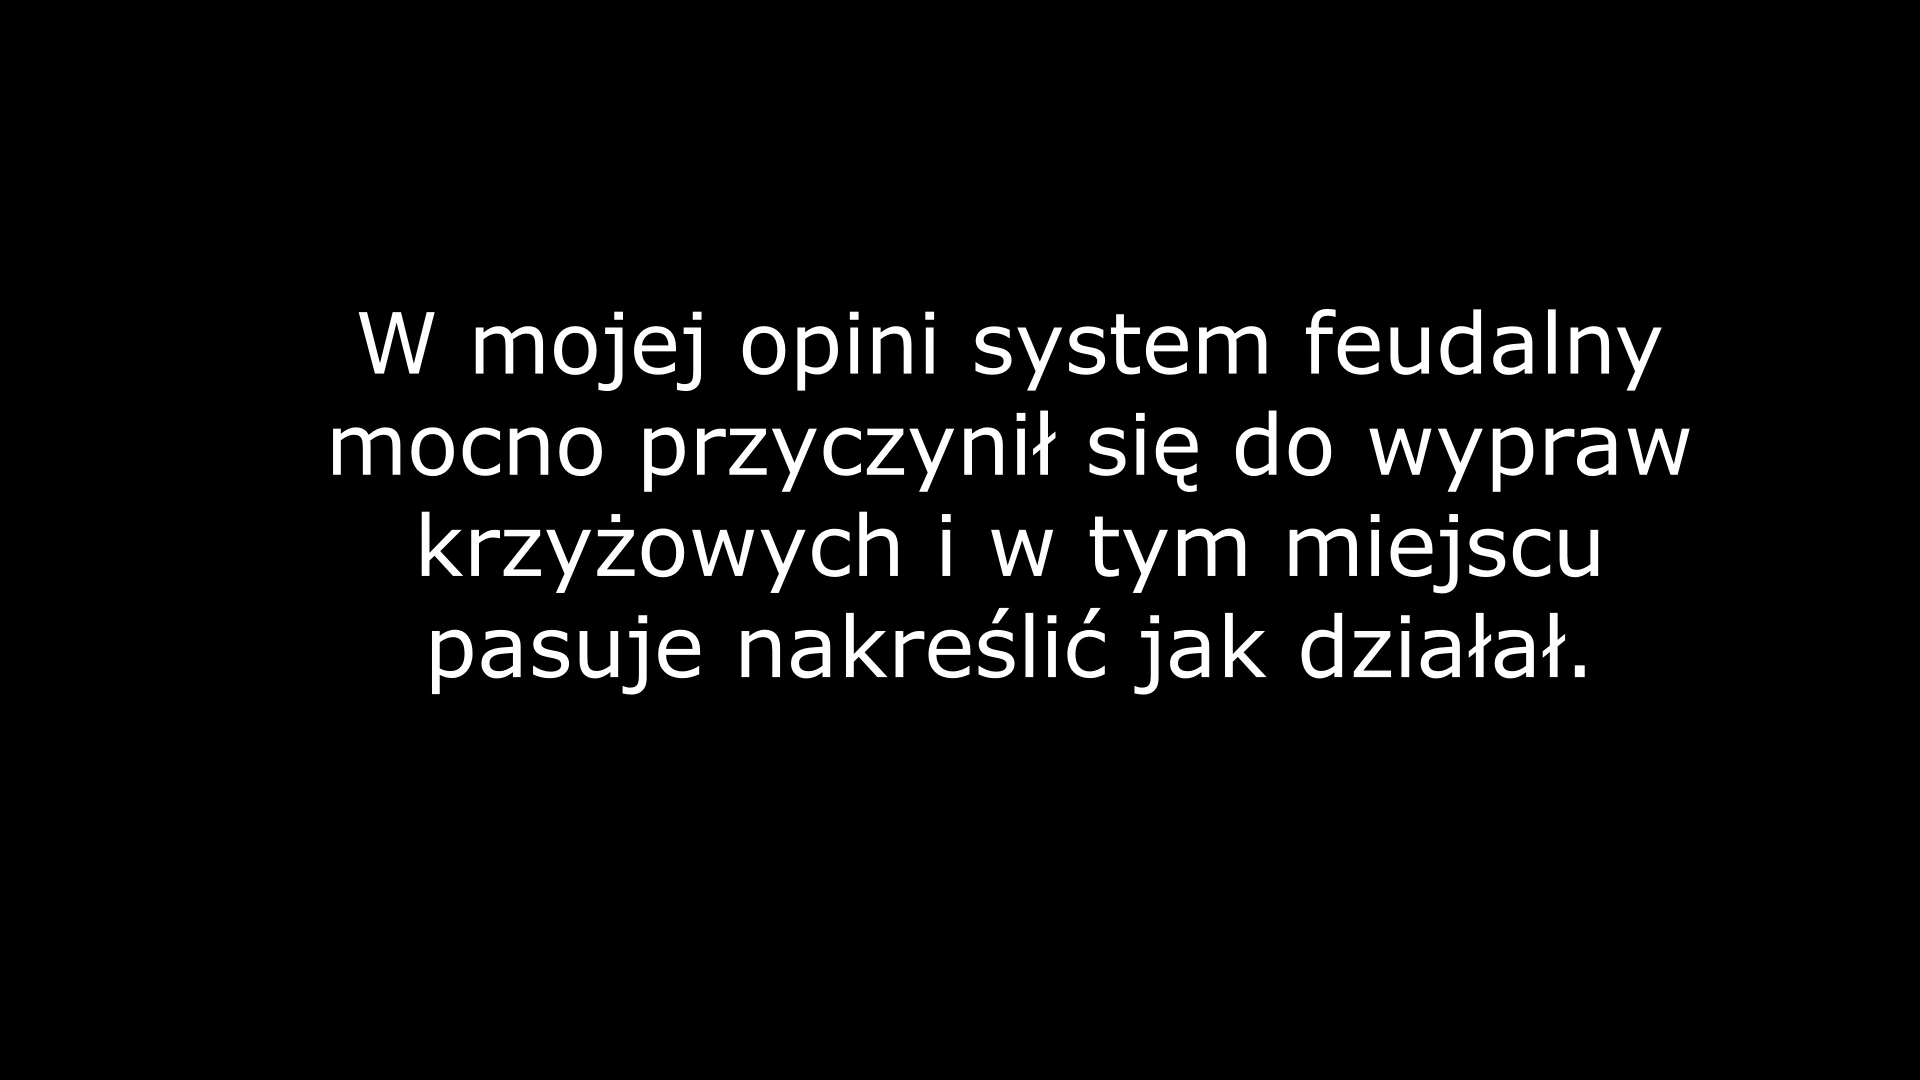 W mojej opini system feudalny
mocno przyczynił się do wypraw
krzyżowych i w tym miejscu
pasuje nakreślić jak działał.